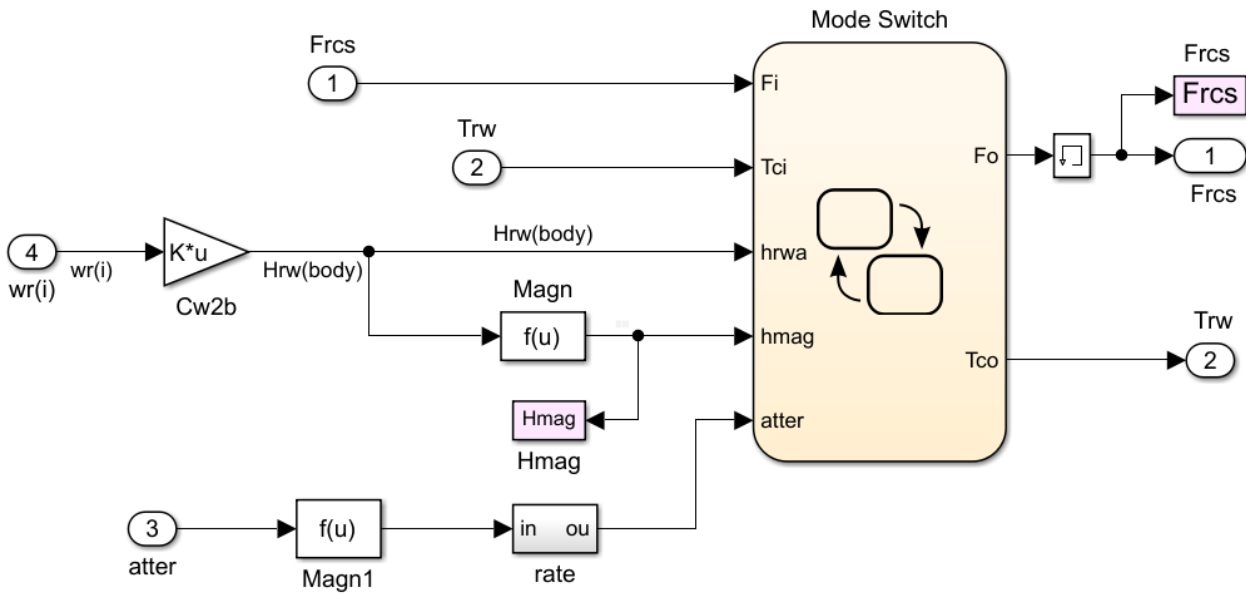 Mode Switch
Frcs
1
Fi
Trw
2
Tci
4
wr(i)
wr(i)
K*u
Cw2b
Hrw(body)
Hrw(body)
hrwa
Magn
f(u)
hmag
Hmag
Hmag
atter
3
atter
f(u)
Magn1
in ou
rate
Fo
Frcs
Frcs
1
Frcs
Tco
Trw
2